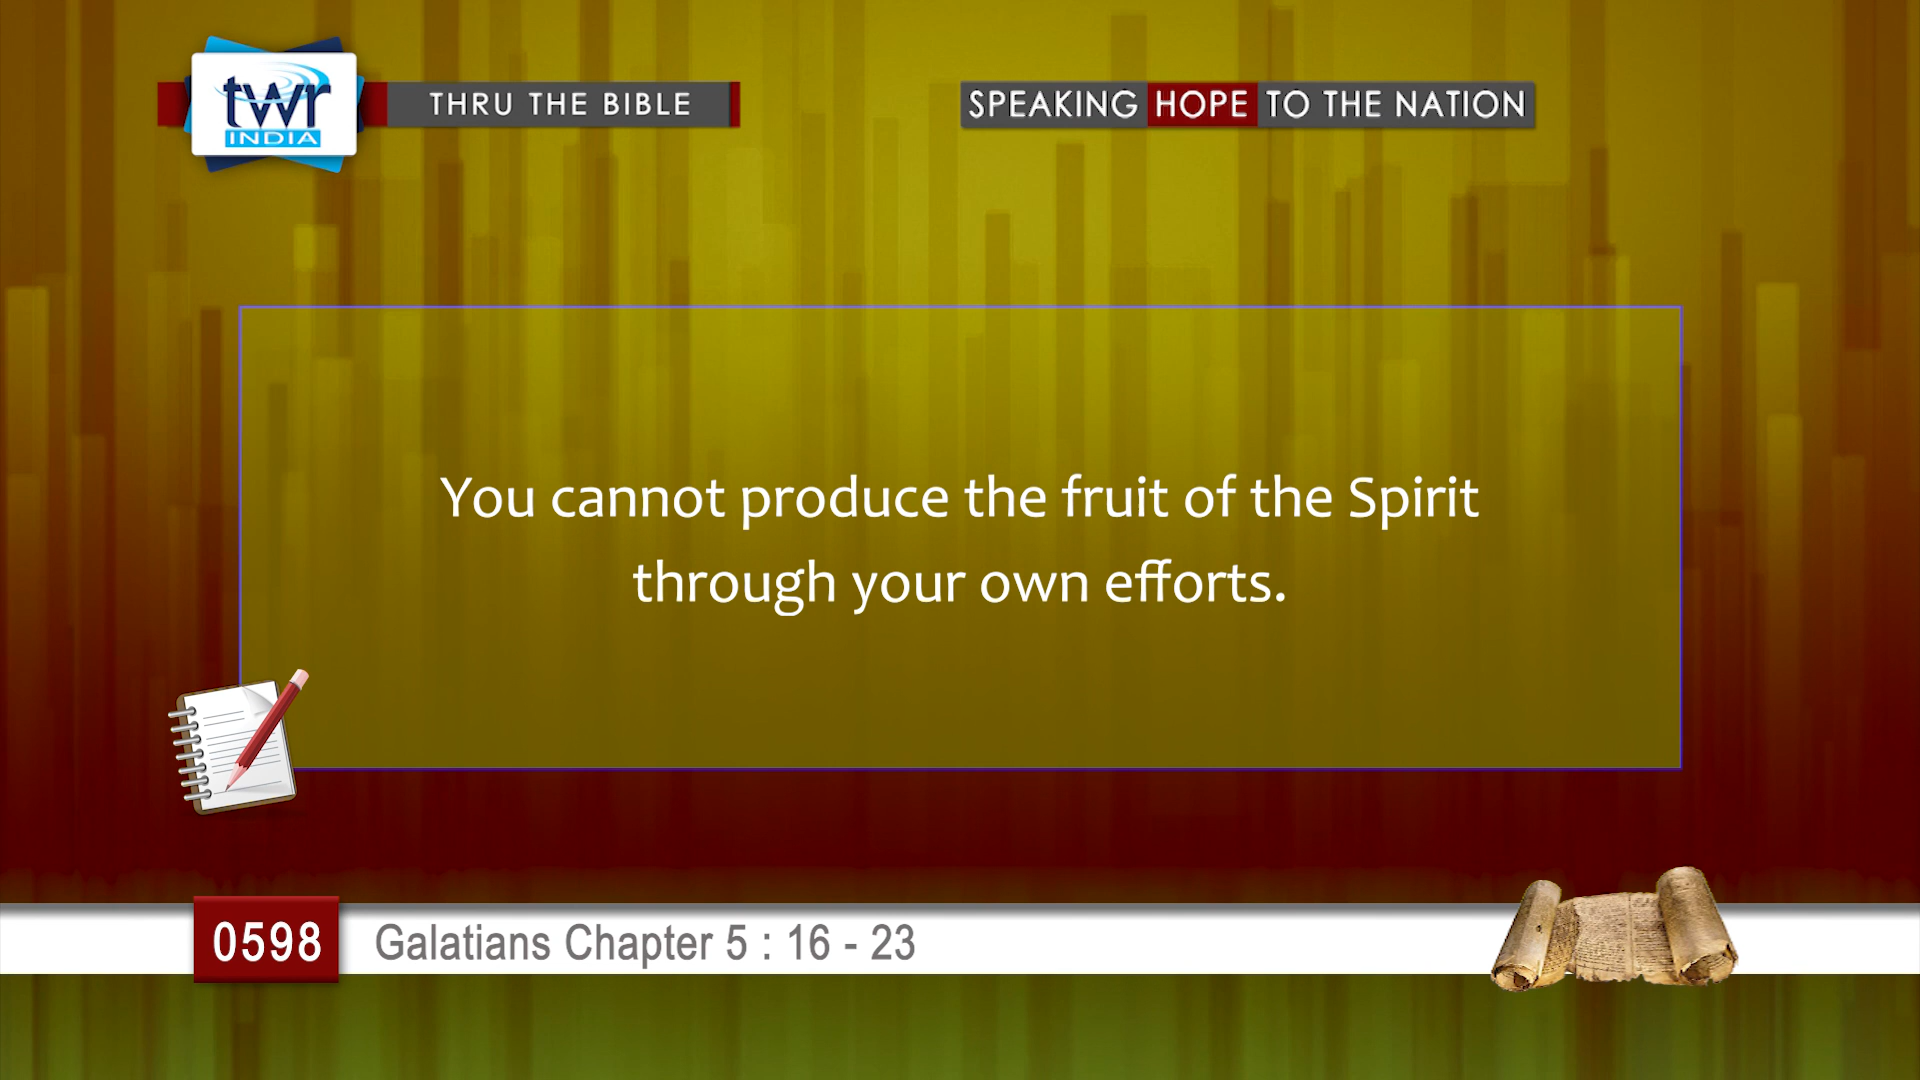 twr
INDIA
THRU THE BIBLE
SPEAKING HOPE TO THE NATION
You cannot produce the fruit of the Spirit
through your own efforts.
0598
Galatians Chapter 5 : 16 - 23